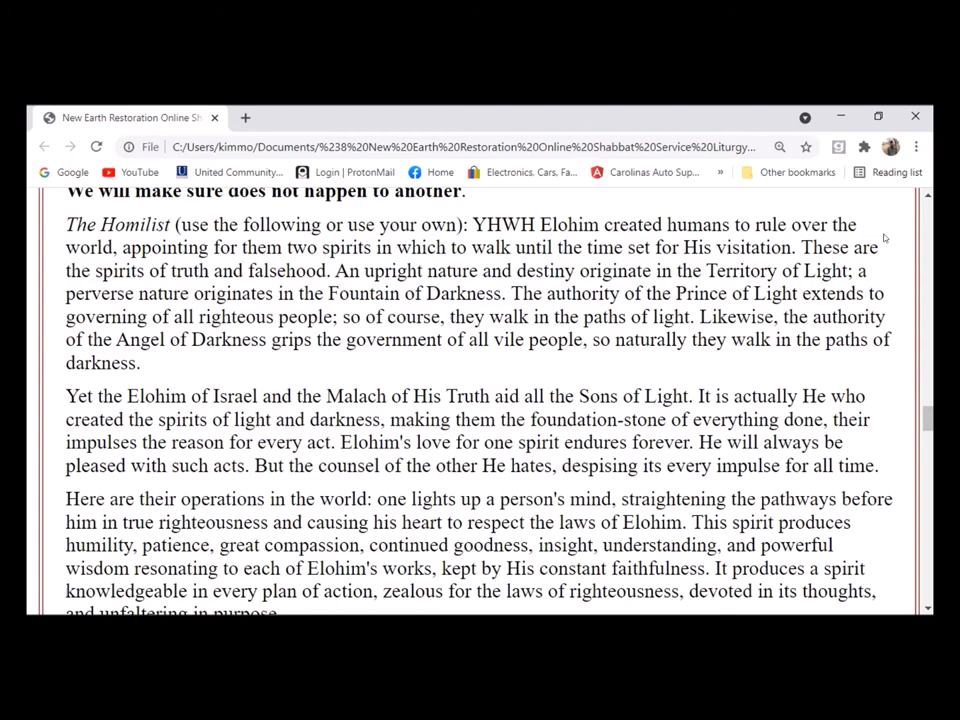 New Earth Restoration Online Sh
File
C:/Users/kimmo/Documents/%238%20New%20Earth%20Restoration%20Online%20Shabbat%20Service%20Liturgy...
Google
YouTube
United Community...
Login | ProtonMail
Home
Electronics, Cars, Fa...
Carolinas Auto Sup...
»
Other bookmarks
Reading list
We will make sure does not happen to another.
The Homilist (use the following or use your own): YHWH Elohim created humans to rule over the
world, appointing for them two spirits in which to walk until the time set for His visitation. These are
the spirits of truth and falsehood. An upright nature and destiny originate in the Territory of Light; a
perverse nature originates in the Fountain of Darkness. The authority of the Prince of Light extends to
governing of all righteous people; so of course, they walk in the paths of light. Likewise, the authority
of the Angel of Darkness grips the government of all vile people, so naturally they walk in the paths of
darkness.
Yet the Elohim of Israel and the Malach of His Truth aid all the Sons of Light. It is actually He who
created the spirits of light and darkness, making them the foundation-stone of everything done, their
impulses the reason for every act. Elohim's love for one spirit endures forever. He will always be
pleased with such acts. But the counsel of the other He hates, despising its every impulse for all time.
Here are their operations in the world: one lights up a person's mind, straightening the pathways before
him in true righteousness and causing his heart to respect the laws of Elohim. This spirit produces
humility, patience, great compassion, continued goodness, insight, understanding, and powerful
wisdom resonating to each of Elohim's works, kept by His constant faithfulness. It produces a spirit
knowledgeable in every plan of action, zealous for the laws of righteousness, devoted in its thoughts,
and unfaltering in purpose.